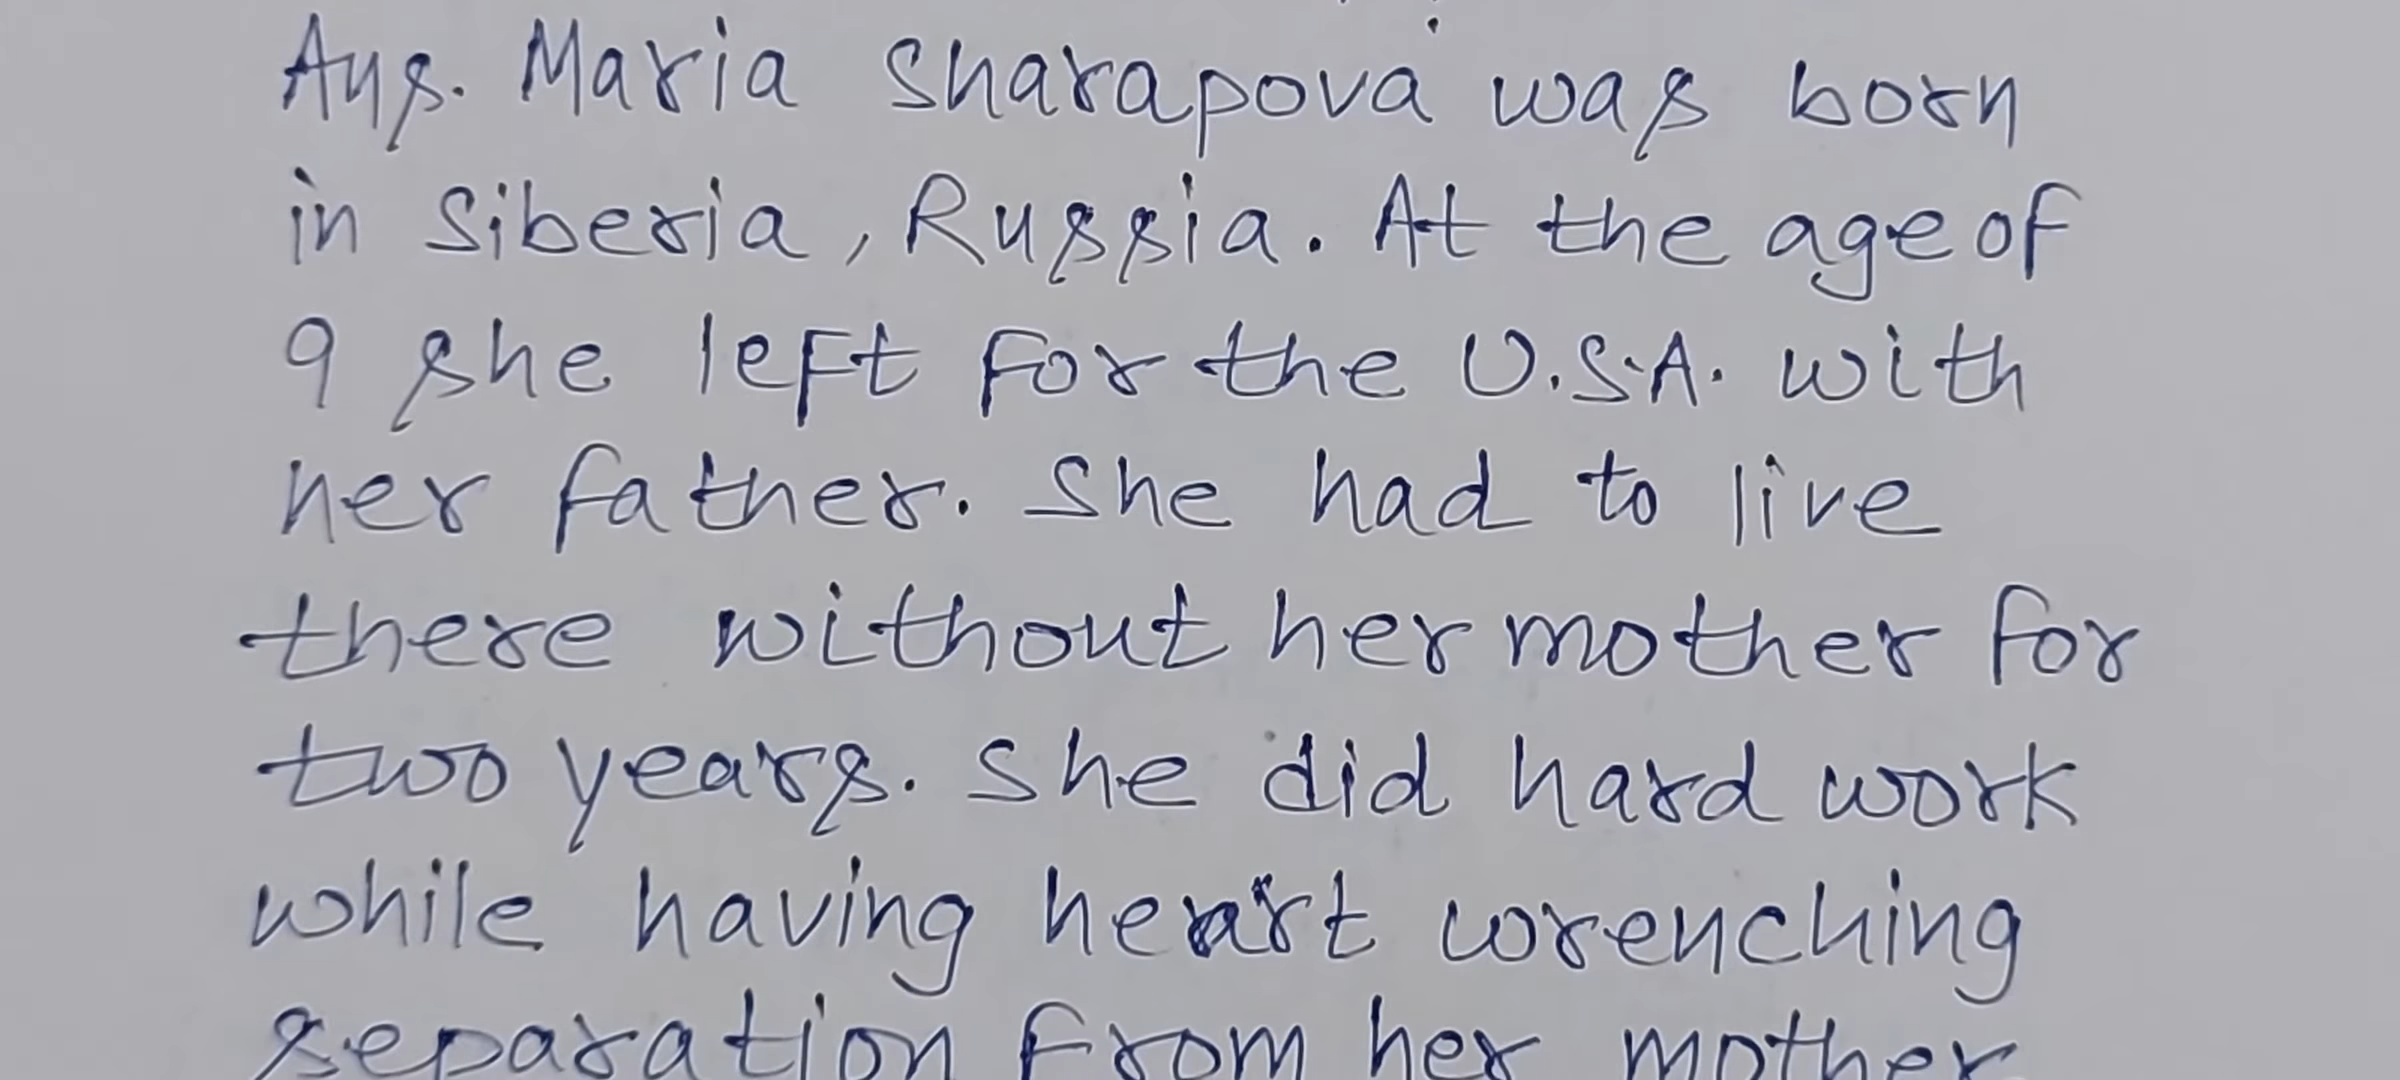 Ans. Maria Sharapova was born
in Siberia, Russia. At the age of
9 she left for the U.S.A. with
her father. She had to live
there without her mother for
two years. She did hard work
while having heart wrenching
separation from her mother